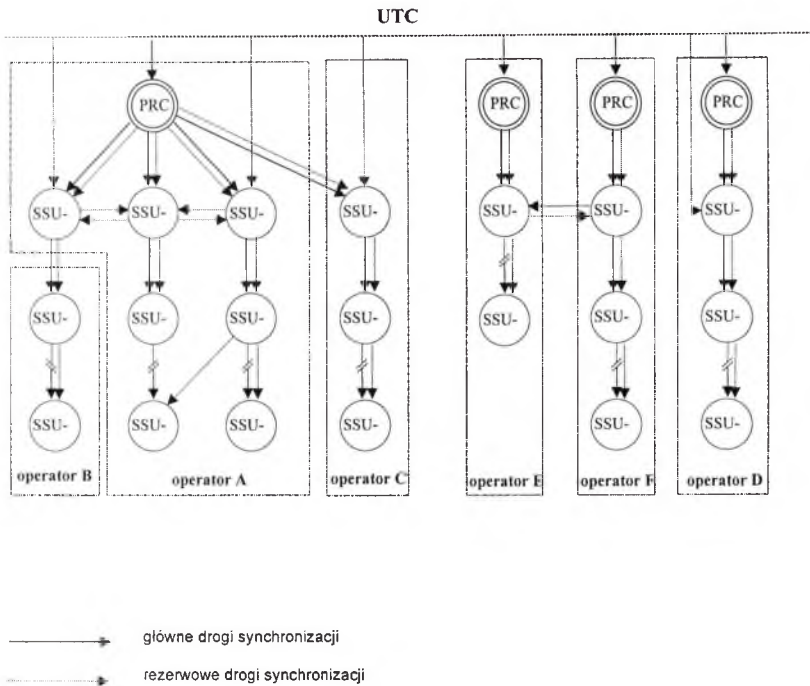 UTC
PRC PRC PRC PRC
SSU- SSU- SSU- SSU- SSU- SSU- SSU-
SSU- SSU- SSU- SSU- SSU- SSU- SSU-
SSU- SSU- SSU- SSU- SSU- SSU-
operator B operator A operator C operator E operator F operator D
główne drogi synchronizacji
rezerwowe drogi synchronizacji